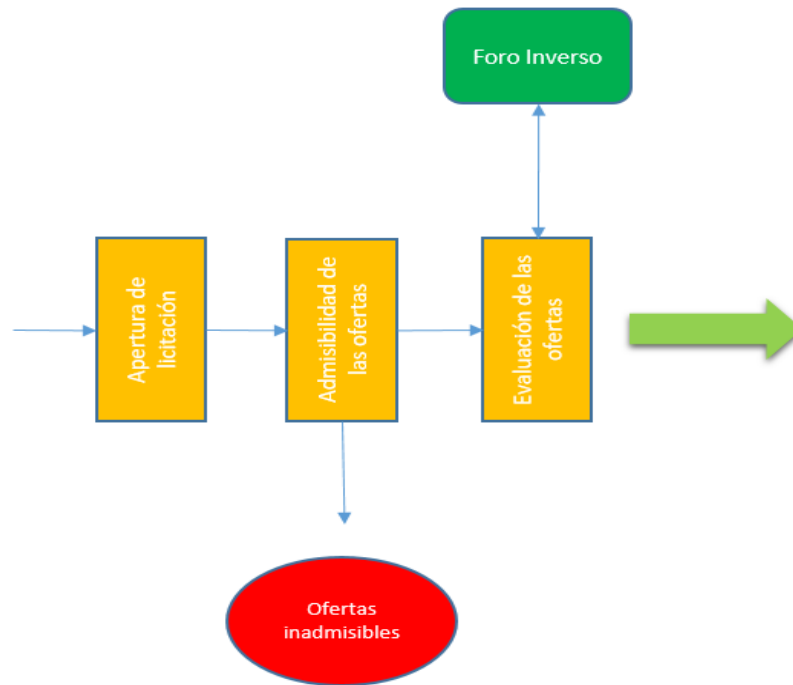 Foro Inverso
Apertura de
licitación
Admisibilidad de
las ofertas
Evaluación de las
ofertas
Ofertas
inadmisibles